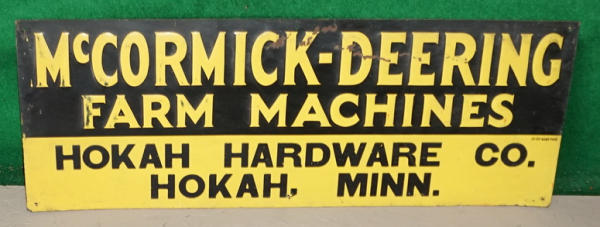 McCORMICK-DEERING
FARM MACHINES
HOKAH HARDWARE CO.
HOKAH, MINN.